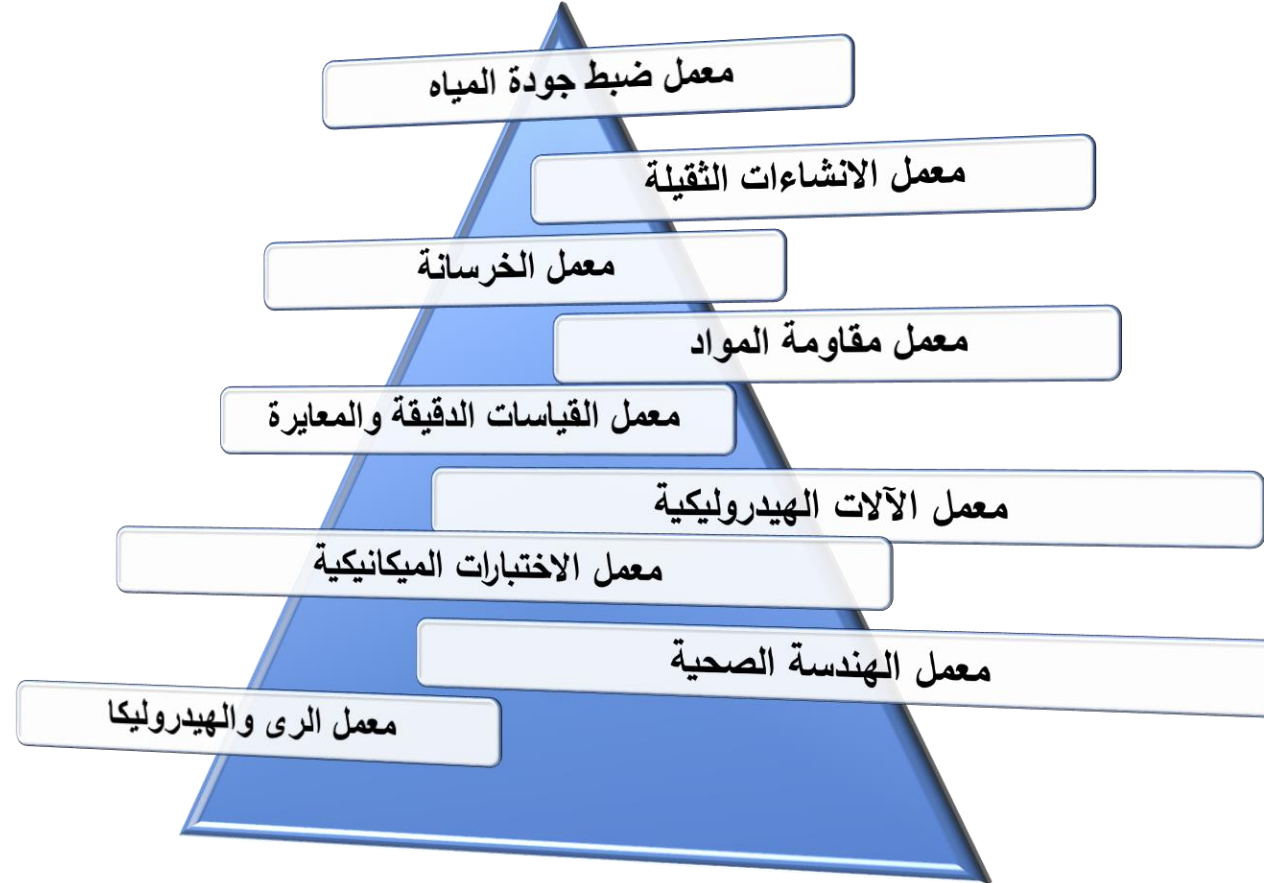 معمل ضبط جودة المياه
معمل الانشاءات الثقيلة
معمل الخرسانة
معمل مقاومة المواد
معمل القياسات الدقيقة والمعايرة
معمل الآلات الهيدروليكية
معمل الاختبارات الميكانيكية
معمل الهندسة الصحية
معمل الرى والهيدروليكا